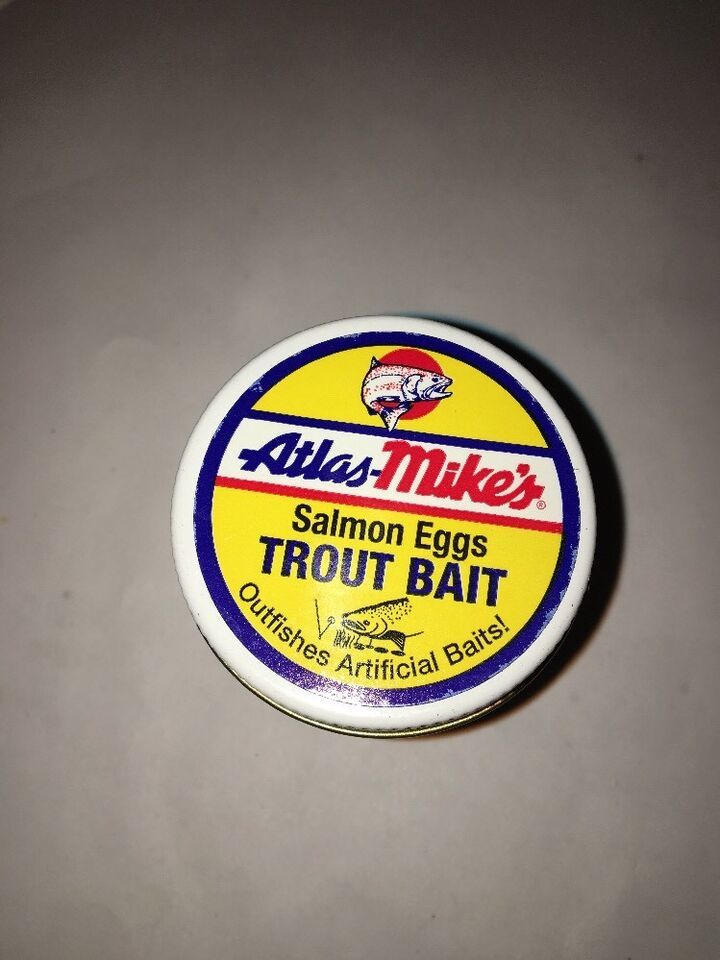 Atlas-Mike's®
Salmon Eggs
TROUT BAIT
Outfishes Artificial Baits!